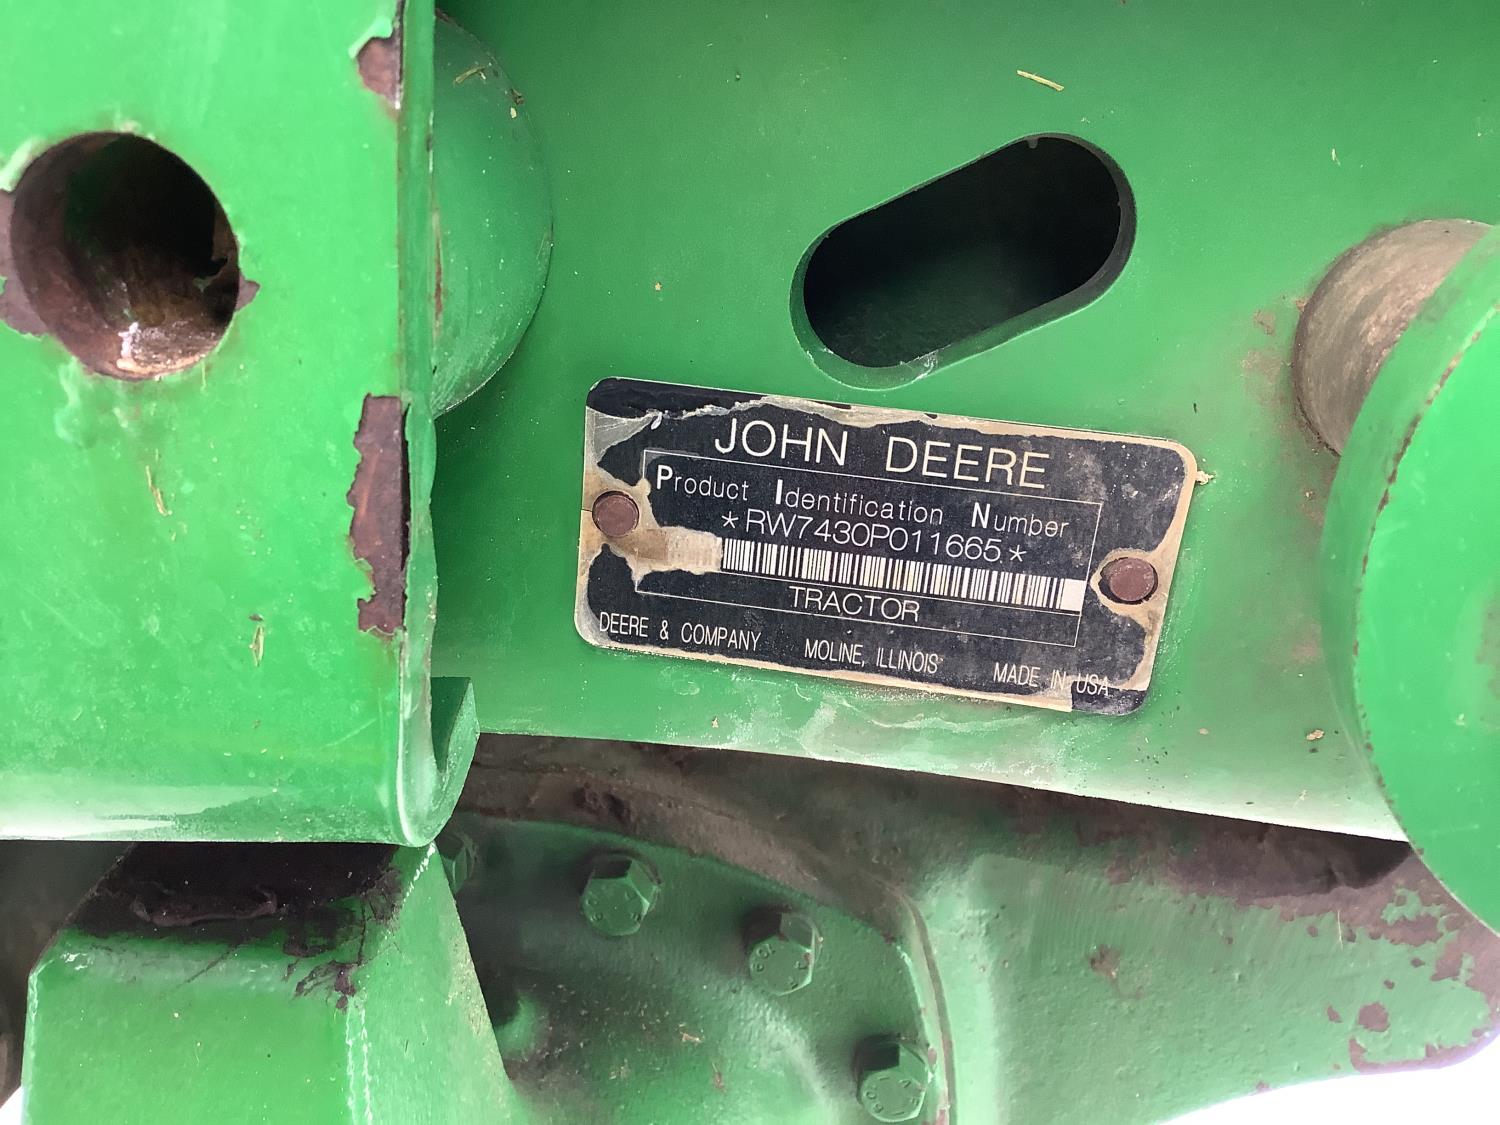 JOHN DEERE
Product Identification Number
*RW7430P011665*
TRACTOR
DEERE & COMPANY MOLINE, ILLINOIS MADE IN USA